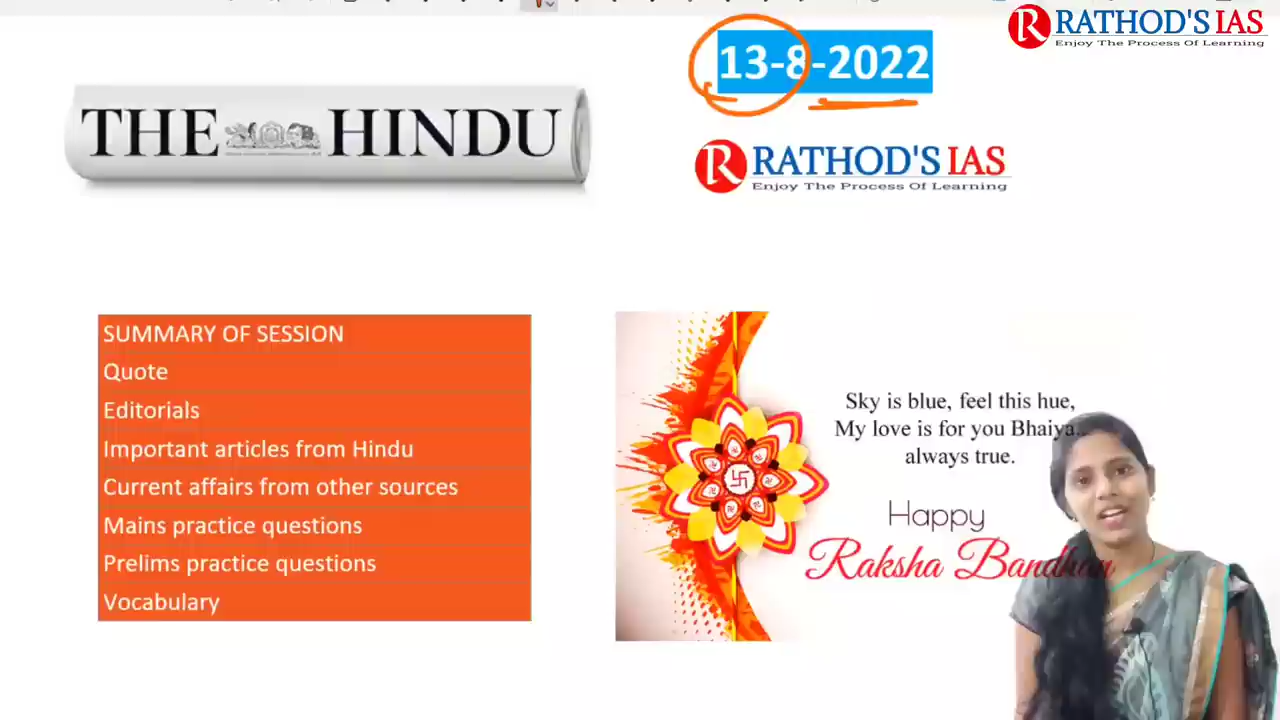 RATHOD'S IAS
Enjoy The Process Of Learning
13-8-2022
THE HINDU
R RATHOD'S IAS
Enjoy The Process Of Learning
SUMMARY OF SESSION
Quote
Editorials
Important articles from Hindu
Current affairs from other sources
Mains practice questions
Prelims practice questions
Vocabulary
Sky is blue, feel this hue,
My love is for you Bhaiya..
always true.
Happy
Raksha Bandhan